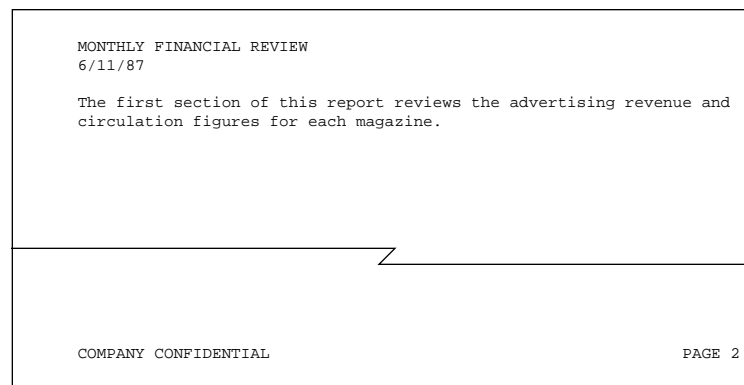 MONTHLY FINANCIAL REVIEW
6/11/87
The first section of this report reviews the advertising revenue and
circulation figures for each magazine.
COMPANY CONFIDENTIAL PAGE 2